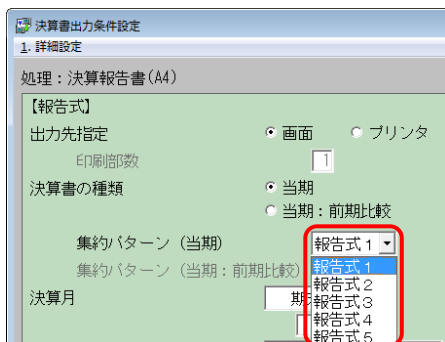 決算書出力条件設定
1. 詳細設定
処理：決算報告書(A4)
【報告式】
出力先指定 画面 プリンタ
印刷部数 1
決算書の種類 当期
当期：前期比較
集約パターン（当期） 報告式１
集約パターン（当期：前期比較） 報告式１
報告式２
決算月 期 報告式３
報告式４
報告式５